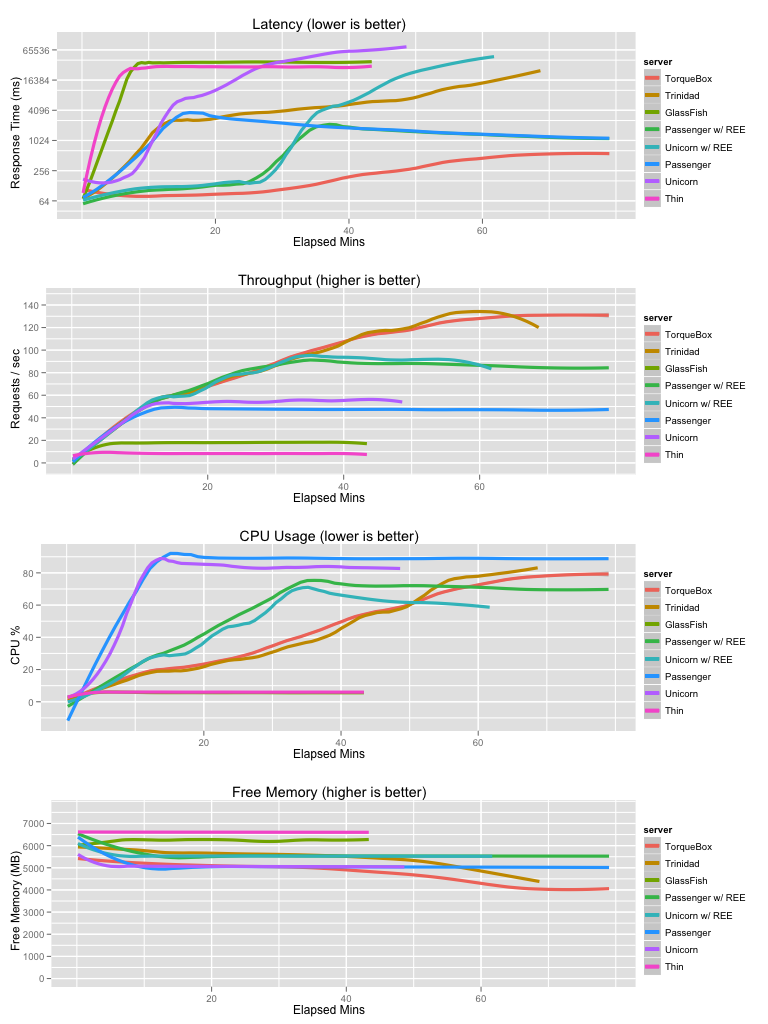 Latency (lower is better)
Response Time (ms)
65536
16384
4096
1024
256
64
20
40
60
Elapsed Mins
server
TorqueBox
Trinidad
GlassFish
Passenger w/ REE
Unicorn w/ REE
Passenger
Unicorn
Thin
Throughput (higher is better)
Requests / sec
140
120
100
80
60
40
20
0
20
40
60
Elapsed Mins
server
TorqueBox
Trinidad
GlassFish
Passenger w/ REE
Unicorn w/ REE
Passenger
Unicorn
Thin
CPU Usage (lower is better)
CPU %
80
60
40
20
0
20
40
60
Elapsed Mins
server
TorqueBox
Trinidad
GlassFish
Passenger w/ REE
Unicorn w/ REE
Passenger
Unicorn
Thin
Free Memory (higher is better)
Free Memory (MB)
7000
6000
5000
4000
3000
2000
1000
0
20
40
60
Elapsed Mins
server
TorqueBox
Trinidad
GlassFish
Passenger w/ REE
Unicorn w/ REE
Passenger
Unicorn
Thin